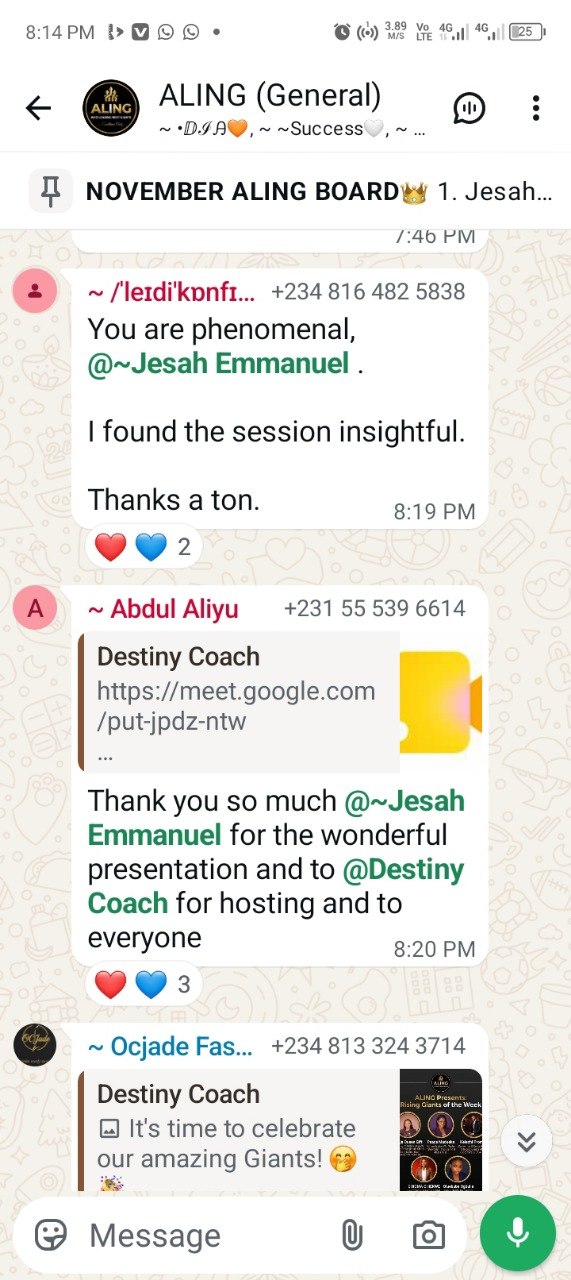 8:14 PM
3.89 M/S Vo LTE 4G 4G 25
ALING
ALING (General)
~ •𝔻ℐ𝔸🧡, ~ ~Success🤍, ~ ...
NOVEMBER ALING BOARD👑 1. Jesah...
7:46 PM
~ /ˈleɪdiˈkɒnfɪ... +234 816 482 5838
You are phenomenal,
@~Jesah Emmanuel .
I found the session insightful.
Thanks a ton.
8:19 PM
❤️ 💙 2
A
~ Abdul Aliyu +231 55 539 6614
Destiny Coach
https://meet.google.com
/put-jpdz-ntw
...
Thank you so much @~Jesah
Emmanuel for the wonderful
presentation and to @Destiny
Coach for hosting and to
everyone
8:20 PM
❤️ 💙 3
~ Ocjade Fas... +234 813 324 3714
Destiny Coach
It's time to celebrate
our amazing Giants! 🤭
🎉
ALING Presents:
Rising Giants of the Week
Message